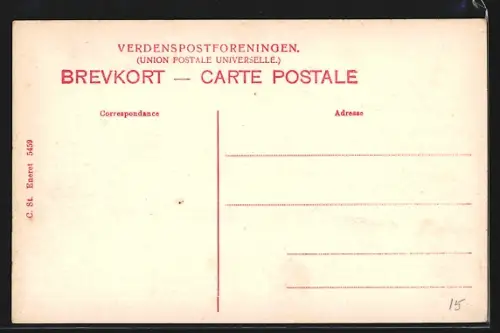 VERDENSPOSTFORENINGEN.
(UNION POSTALE UNIVERSELLE.)
BREVKORT — CARTE POSTALE
Correspondance
Adresse
C. St. Eneret 5459
15